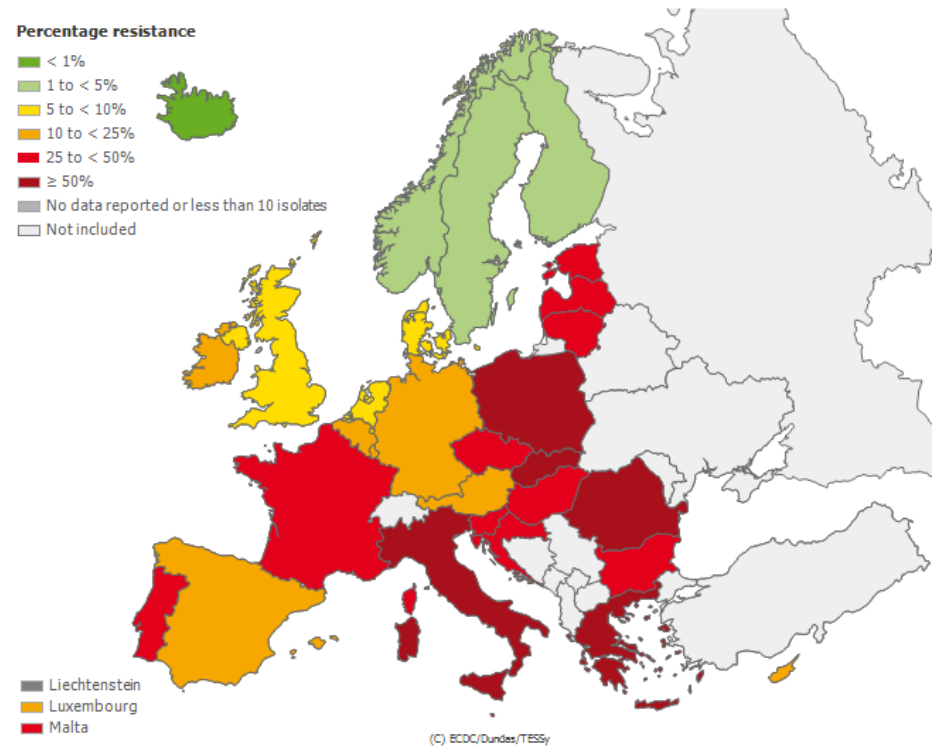 Percentage resistance
< 1%
1 to < 5%
5 to < 10%
10 to < 25%
25 to < 50%
≥ 50%
No data reported or less than 10 isolates
Not included
Liechtenstein
Luxembourg
Malta
(C) ECDC/Dundas/TESSy